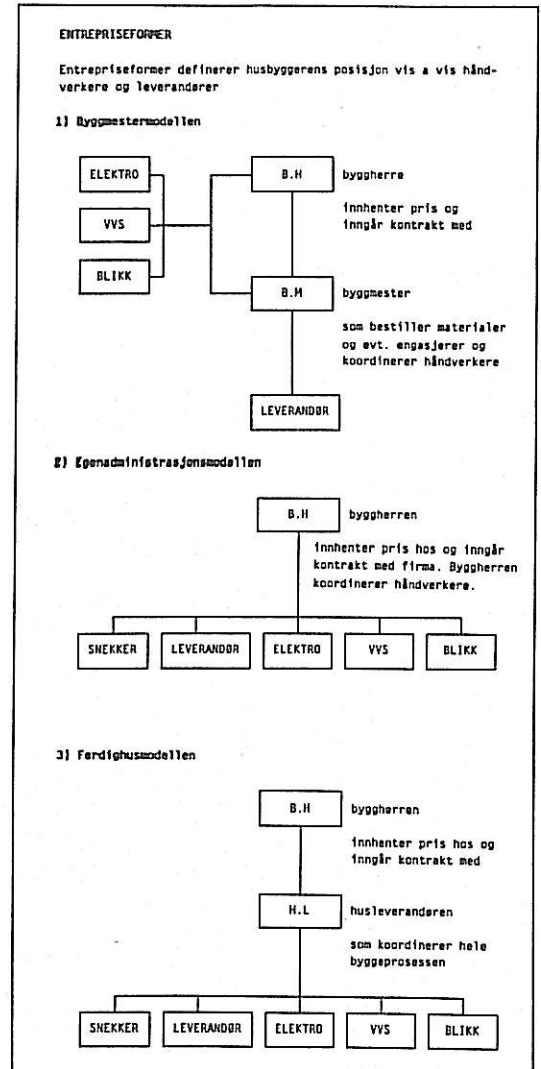 ENTREPRISEFORMER
Entrepriseformer definerer husbyggerens posisjon vis a vis hånd-
verkere og leverandører
1) Byggmestermodellen
ELEKTRO
VVS
BLIKK
B.H
byggherre
innhenter pris og
inngår kontrakt med
B.M
byggmester
som bestiller materialer
og evt. engasjerer og
koordinerer håndverkere
LEVERANDØR
2) Egenadministrasjonsmodellen
B.H
byggherren
innhenter pris hos og inngår
kontrakt med firma. Byggherren
koordinerer håndverkere.
SNEKKER
LEVERANDØR
ELEKTRO
VVS
BLIKK
3) Ferdighusmodellen
B.H
byggherren
innhenter pris hos og
inngår kontrakt med
H.L
husleverandøren
som koordinerer hele
byggeprosessen
SNEKKER
LEVERANDØR
ELEKTRO
VVS
BLIKK